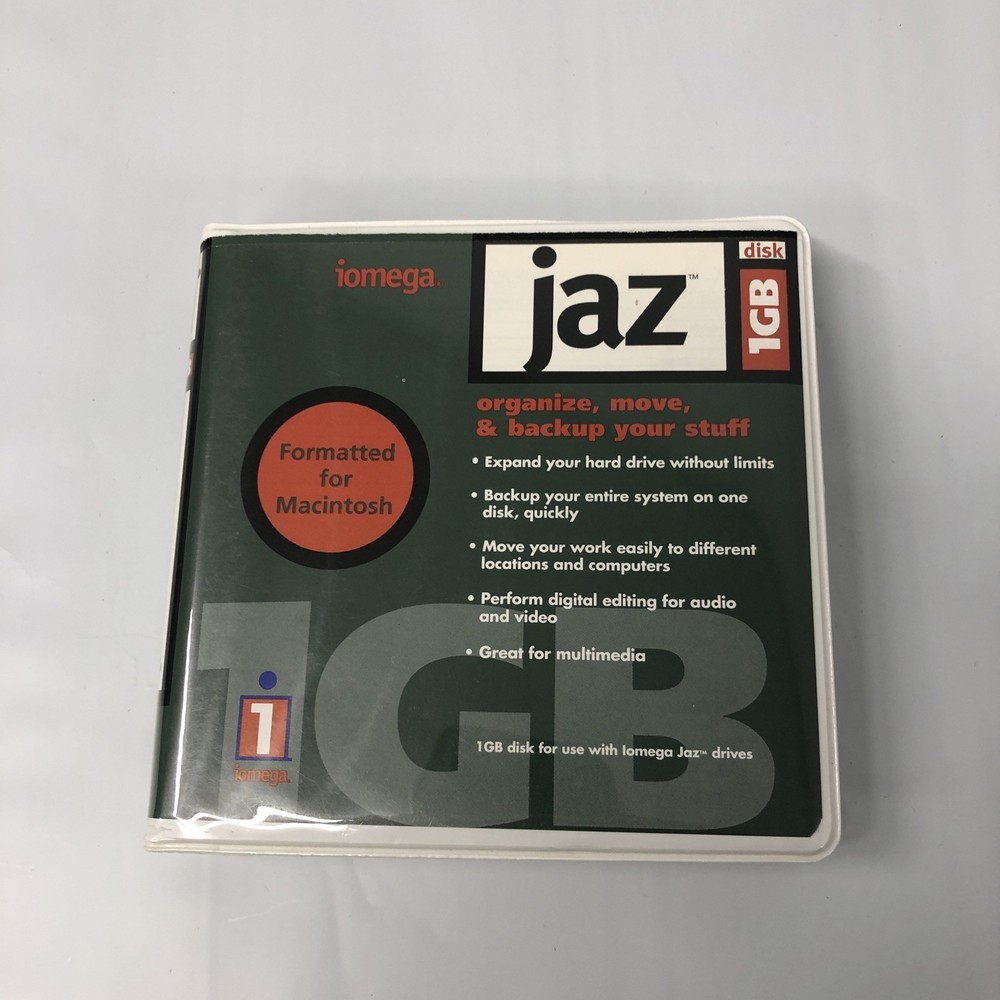 iomega.
jaz™
disk
1GB
organize, move,
& backup your stuff
Formatted
for
Macintosh
• Expand your hard drive without limits
• Backup your entire system on one
disk, quickly
• Move your work easily to different
locations and computers
• Perform digital editing for audio
and video
• Great for multimedia
1GB
1
iomega.
1GB disk for use with Iomega Jaz™ drives